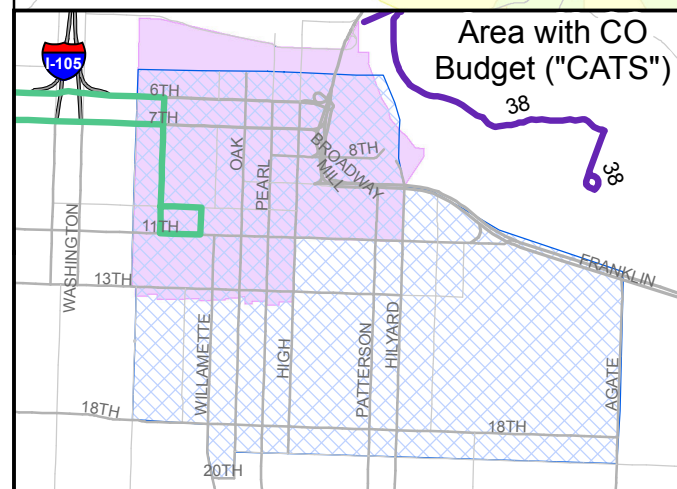 Area with CO
Budget ("CATS")
I-105
38
38
6TH
7TH
8TH
BROADWAY
MILL
OAK
PEARL
WASHINGTON
11TH
FRANKLIN
13TH
WILLAMETTE
HIGH
PATTERSON
HILYARD
AGATE
18TH
18TH
20TH